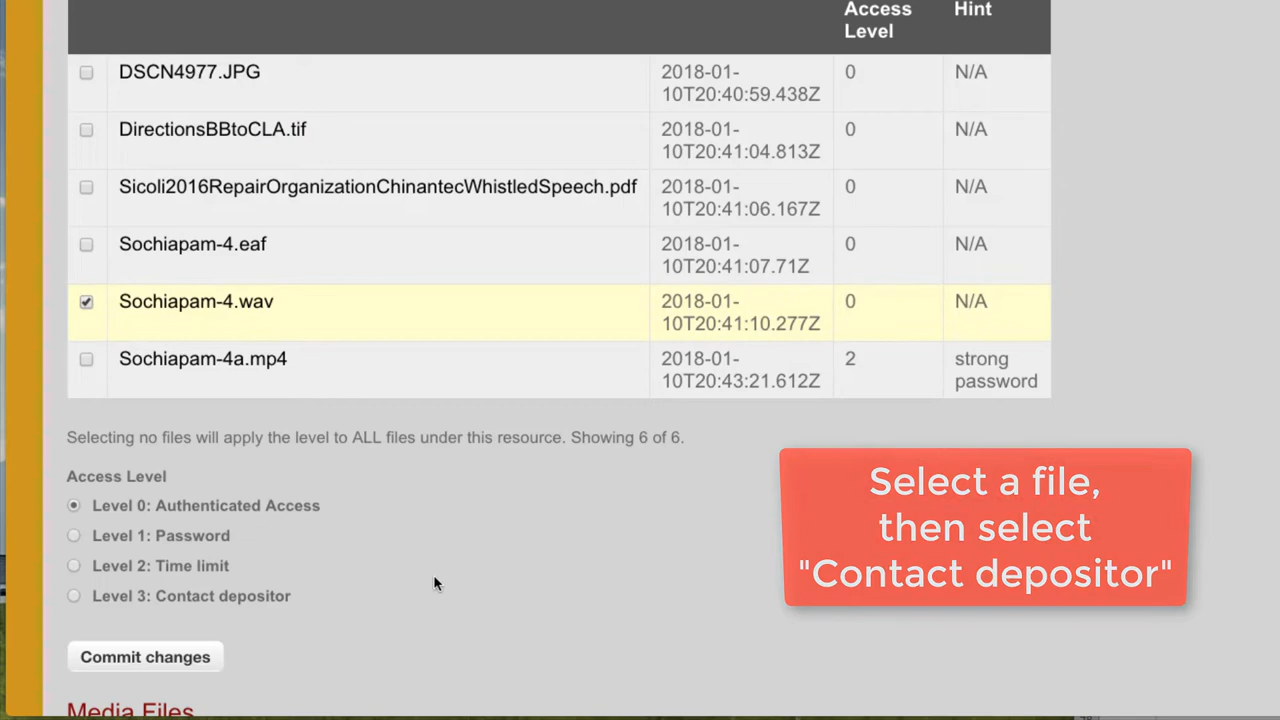 Access Hint
Level
DSCN4977.JPG 2018-01- 0 N/A
10T20:40:59.438Z
DirectionsBBtoCLA.tif 2018-01- 0 N/A
10T20:41:04.813Z
Sicoli2016RepairOrganizationChinantecWhistledSpeech.pdf 2018-01- 0 N/A
10T20:41:06.167Z
Sochiapam-4.eaf 2018-01- 0 N/A
10T20:41:07.71Z
Sochiapam-4.wav 2018-01- 0 N/A
10T20:41:10.277Z
Sochiapam-4a.mp4 2018-01- 2 strong
10T20:43:21.612Z password
Selecting no files will apply the level to ALL files under this resource. Showing 6 of 6.
Access Level
Level 0: Authenticated Access
Level 1: Password
Level 2: Time limit
Level 3: Contact depositor
Commit changes
Media Files
Select a file,
then select
"Contact depositor"